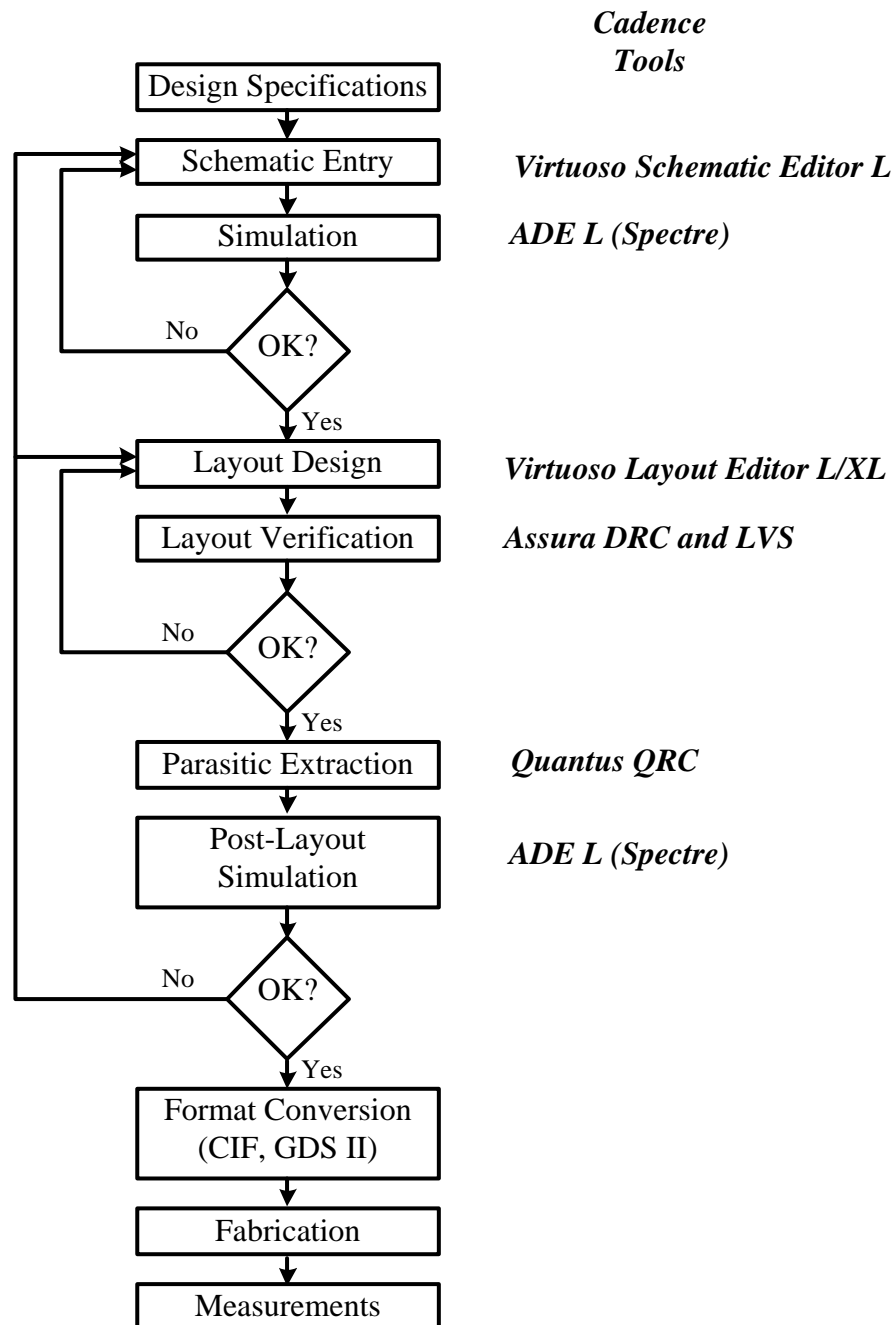 Cadence
Tools
Design Specifications
Schematic Entry
Virtuoso Schematic Editor L
Simulation
ADE L (Spectre)
No
OK?
Yes
Layout Design
Virtuoso Layout Editor L/XL
Layout Verification
Assura DRC and LVS
No
OK?
Yes
Parasitic Extraction
Quantus QRC
Post-Layout
Simulation
ADE L (Spectre)
No
OK?
Yes
Format Conversion
(CIF, GDS II)
Fabrication
Measurements